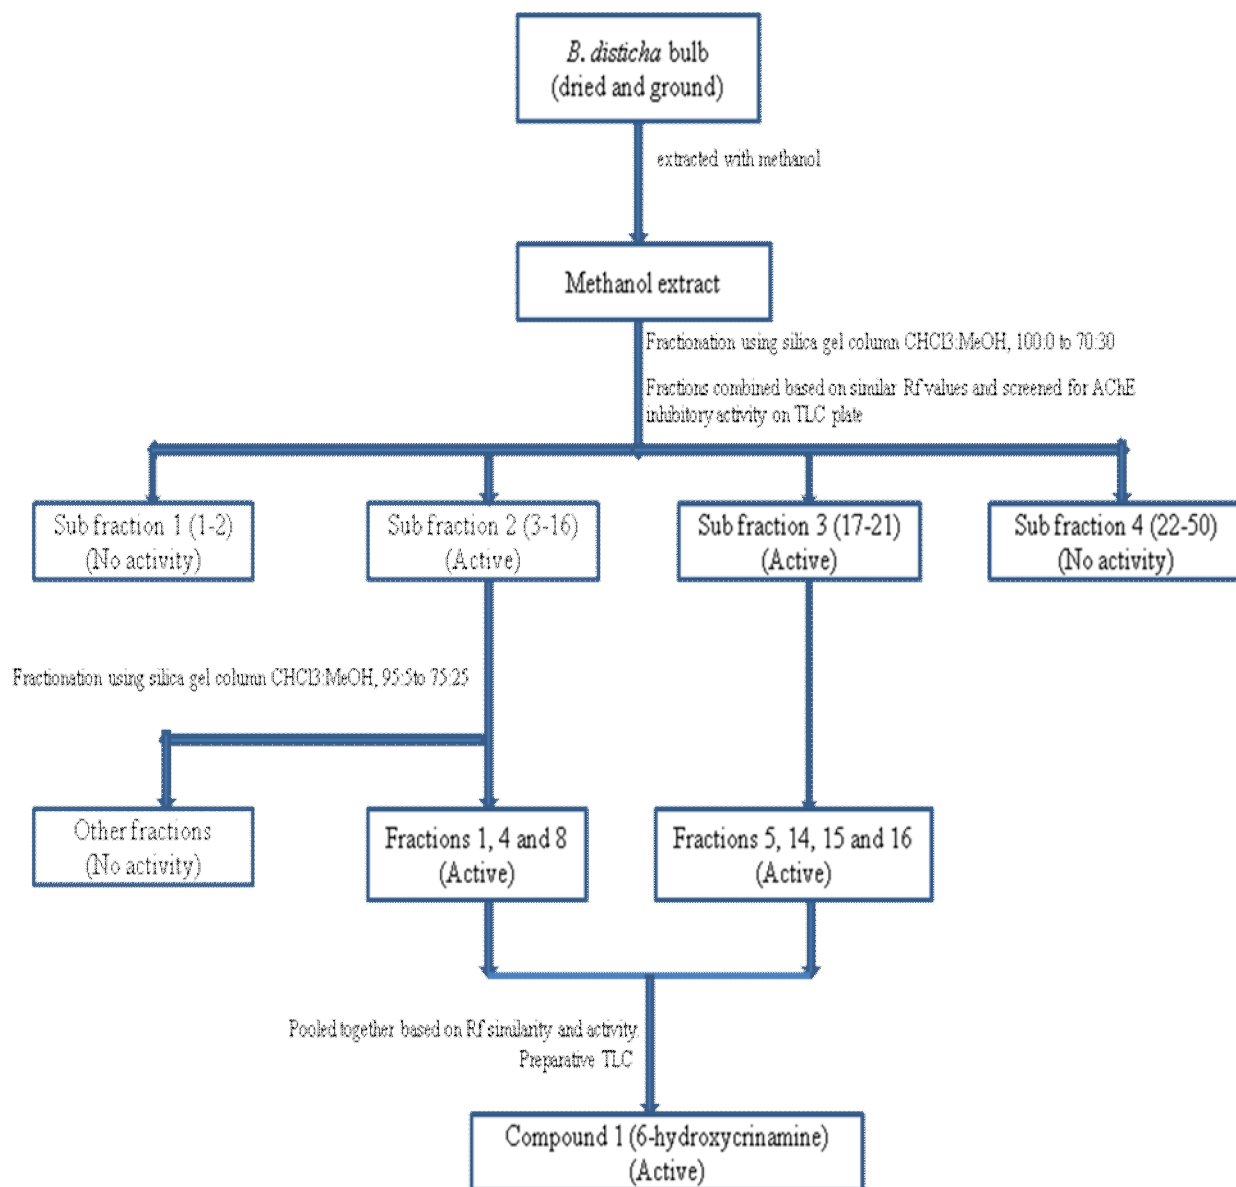 B. disticha bulb
(dried and ground)
extracted with methanol
Methanol extract
Fractionation using silica gel column CHCl3:MeOH, 100:0 to 70:30
Fractions combined based on similar Rf values and screened for AChE
inhibitory activity on TLC plate
Sub fraction 1 (1-2)
(No activity)
Sub fraction 2 (3-16)
(Active)
Sub fraction 3 (17-21)
(Active)
Sub fraction 4 (22-50)
(No activity)
Fractionation using silica gel column CHCl3:MeOH, 95:5to 75:25
Other fractions
(No activity)
Fractions 1, 4 and 8
(Active)
Fractions 5, 14, 15 and 16
(Active)
Pooled together based on Rf similarity and activity.
Preparative TLC
Compound 1 (6-hydroxycrinamine)
(Active)